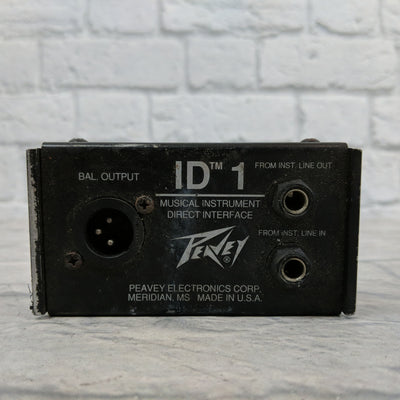 BAL. OUTPUT
ID™ 1
MUSICAL INSTRUMENT
DIRECT INTERFACE
FROM INST. LINE OUT
FROM INST. LINE IN
PEAVEY®
PEAVEY ELECTRONICS CORP.
MERIDIAN, MS MADE IN U.S.A.